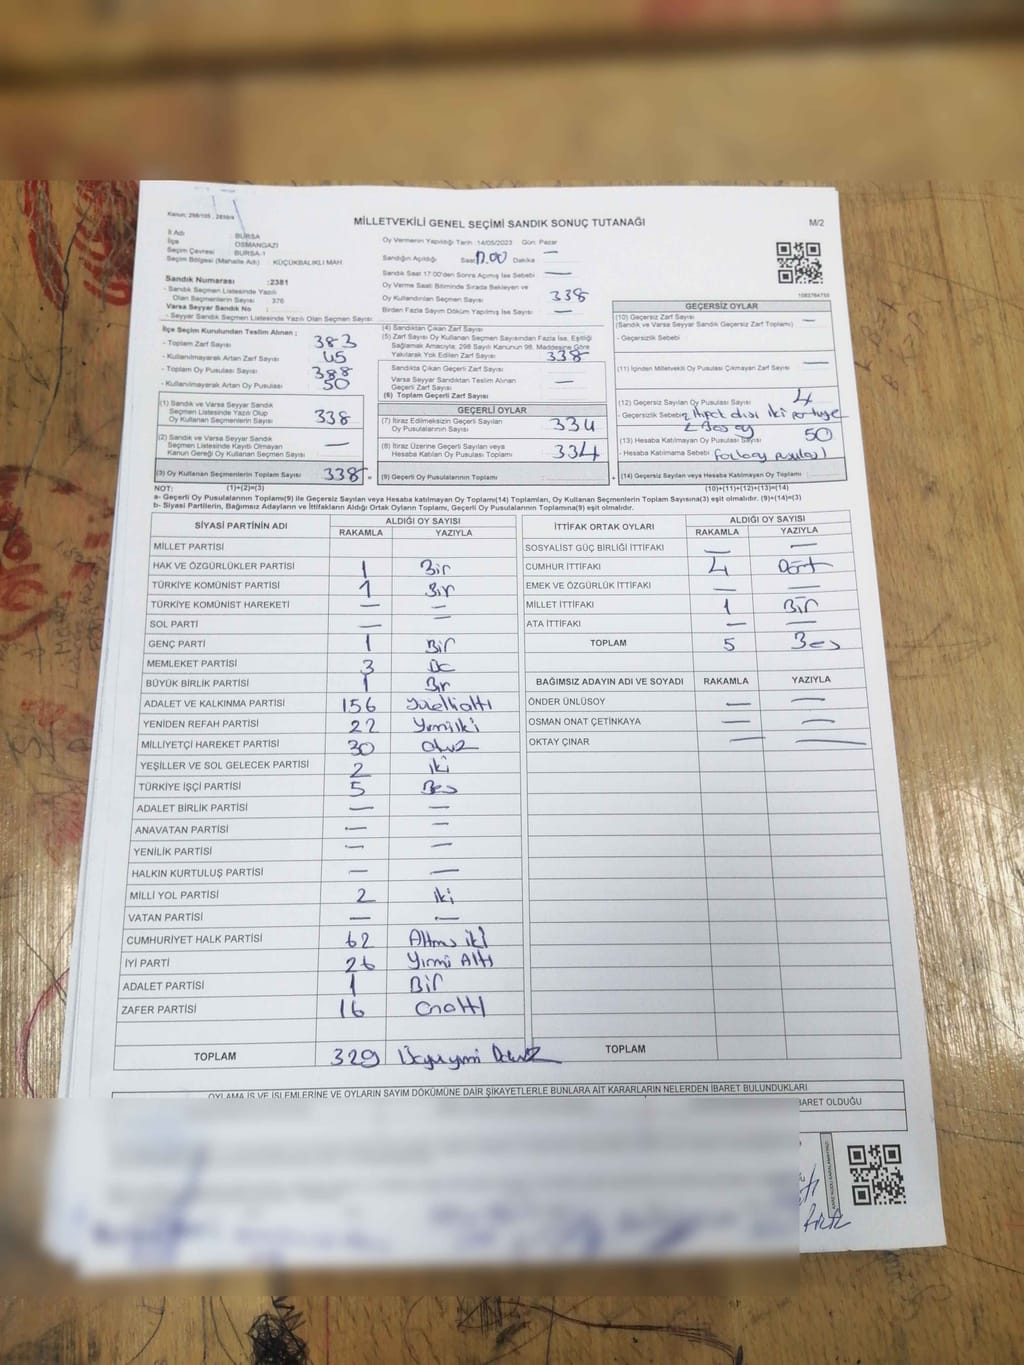 Kanun: 298/105, 2839/4
MİLLETVEKİLİ GENEL SEÇİMİ SANDIK SONUÇ TUTANAĞI
M/2
İl Adı : BURSA
İlçe : OSMANGAZİ
Seçim Çevresi : BURSA-1
Seçim Bölgesi (Mahalle Adı) : KÜÇÜKBALIKLI MAH.
Sandık Numarası :2381
- Sandık Seçmen Listesinde Yazılı
Olan Seçmenlerin Sayısı : 376
Varsa Seyyar Sandık No :
- Seyyar Sandık Seçmen Listesinde Yazılı Olan Seçmen Sayısı:
Oy Vermenin Yapıldığı Tarih :14/05/2023 Gün: Pazar
Sandığın Açıldığı Saat: 17.00 Dakika —
Sandık Saat 17:00'den Sonra Açılmış İse Sebebi —
Oy Verme Saati Bitiminde Sırada Bekleyen ve
Oy Kullandırılan Seçmen Sayısı 338
Birden Fazla Sayım Döküm Yapılmış İse Sayısı —
1083764755
İlçe Seçim Kurulundan Teslim Alınan ;
- Toplam Zarf Sayısı : 383
- Kullanılmayarak Artan Zarf Sayısı : 45
- Toplam Oy Pusulası Sayısı : 388
- Kullanılmayarak Artan Oy Pusulası : 50
(1) Sandık ve Varsa Seyyar Sandık
Seçmen Listesinde Yazılı Olup
Oy Kullanan Seçmenlerin Sayısı 338
(2) Sandık ve Varsa Seyyar Sandık
Seçmen Listesinde Kayıtlı Olmayan
Kanun Gereği Oy Kullanan Seçmen Sayısı —
(3) Oy Kullanan Seçmenlerin Toplam Sayısı 338 =
(4) Sandıktan Çıkan Zarf Sayısı
(5) Zarf Sayısı Oy Kullanan Seçmen Sayısından Fazla İse, Eşitliği
Sağlamak Amacıyla; 298 Sayılı Kanunun 98. Maddesine Göre
Yakılarak Yok Edilen Zarf Sayısı 338
Sandıkta Çıkan Geçerli Zarf Sayısı
Varsa Seyyar Sandıktan Teslim Alınan
Geçerli Zarf Sayısı —
(6) Toplam Geçerli Zarf Sayısı
GEÇERLİ OYLAR
(7) İtiraz Edilmeksizin Geçerli Sayılan
Oy Pusulalarının Sayısı 334
(8) İtiraz Üzerine Geçerli Sayılan veya
Hesaba Katılan Oy Pusulası Toplamı 334
(9) Geçerli Oy Pusulalarının Toplamı : +
GEÇERSİZ OYLAR
(10) Geçersiz Zarf Sayısı
(Sandık ve Varsa Seyyar Sandık Geçersiz Zarf Toplamı) —
- Geçersizlik Sebebi
(11) İçinden Milletvekili Oy Pusulası Çıkmayan Zarf Sayısı —
(12) Geçersiz Sayılan Oy Pusulası Sayısı 4
- Geçersizlik Sebebi: iki
2 Boş oy
(13) Hesaba Katılmayan Oy Pusulası Sayısı 50
- Hesaba Katılmama Sebebi fazla oy pusulası
(14) Geçersiz Sayılan veya Hesaba Katılmayan Oy Toplamı :
NOT: (1)+(2)=(3) (10)+(11)+(12)+(13)=(14)
a- Geçerli Oy Pusulalarının Toplamı(9) ile Geçersiz Sayılan veya Hesaba katılmayan Oy Toplamı(14) Toplamları, Oy Kullanan Seçmenlerin Toplam Sayısına(3) eşit olmalıdır. (9)+(14)=(3)
b- Siyasi Partilerin, Bağımsız Adayların ve İttifakların Aldığı Ortak Oyların Toplamı, Geçerli Oy Pusulalarının Toplamına(9) eşit olmalıdır.
SİYASİ PARTİNİN ADI ALDIĞI OY SAYISI
RAKAMLA YAZIYLA
MİLLET PARTİSİ
HAK VE ÖZGÜRLÜKLER PARTİSİ 1 Bir
TÜRKİYE KOMÜNİST PARTİSİ 1 Bir
TÜRKİYE KOMÜNİST HAREKETİ — —
SOL PARTİ — —
GENÇ PARTİ 1 Bir
MEMLEKET PARTİSİ 3 Üç
BÜYÜK BİRLİK PARTİSİ 1 Bir
ADALET VE KALKINMA PARTİSİ 156 Yüzellialtı
YENİDEN REFAH PARTİSİ 22 Yirmiiki
MİLLİYETÇİ HAREKET PARTİSİ 30 otuz
YEŞİLLER VE SOL GELECEK PARTİSİ 2 iki
TÜRKİYE İŞÇİ PARTİSİ 5 Beş
ADALET BİRLİK PARTİSİ — —
ANAVATAN PARTİSİ — —
YENİLİK PARTİSİ — —
HALKIN KURTULUŞ PARTİSİ — —
MİLLİ YOL PARTİSİ 2 iki
VATAN PARTİSİ — —
CUMHURİYET HALK PARTİSİ 62 Altmış iki
İYİ PARTİ 26 Yirmi Altı
ADALET PARTİSİ 1 Bir
ZAFER PARTİSİ 16 Onaltı
TOPLAM 329 Üçyüzyirmi Dokuz
İTTİFAK ORTAK OYLARI ALDIĞI OY SAYISI
RAKAMLA YAZIYLA
SOSYALİST GÜÇ BİRLİĞİ İTTİFAKI — —
CUMHUR İTTİFAKI 4 Dört
EMEK VE ÖZGÜRLÜK İTTİFAKI — —
MİLLET İTTİFAKI 1 Bir
ATA İTTİFAKI — —
TOPLAM 5 Beş
BAĞIMSIZ ADAYIN ADI VE SOYADI RAKAMLA YAZIYLA
ÖNDER ÜNLÜSOY — —
OSMAN ONAT ÇETİNKAYA — —
OKTAY ÇINAR — —
TOPLAM
OYLAMA İŞ VE İŞLEMLERİNE VE OYLARIN SAYIM DÖKÜMÜNE DAİR ŞİKAYETLERLE BUNLARA AİT KARARLARIN NELERDEN İBARET BULUNDUKLARI
İBARET OLDUĞU